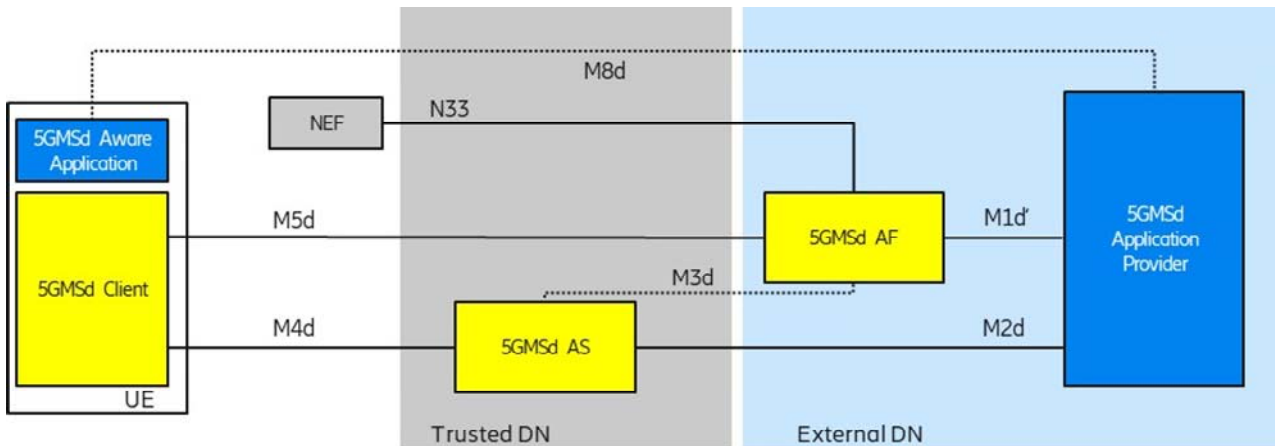 M8d
NEF
N33
5GMSd Aware
Application
M5d
5GMSd AF
M1d'
5GMSd
Application
Provider
5GMSd Client
M3d
M4d
5GMSd AS
M2d
UE
Trusted DN
External DN